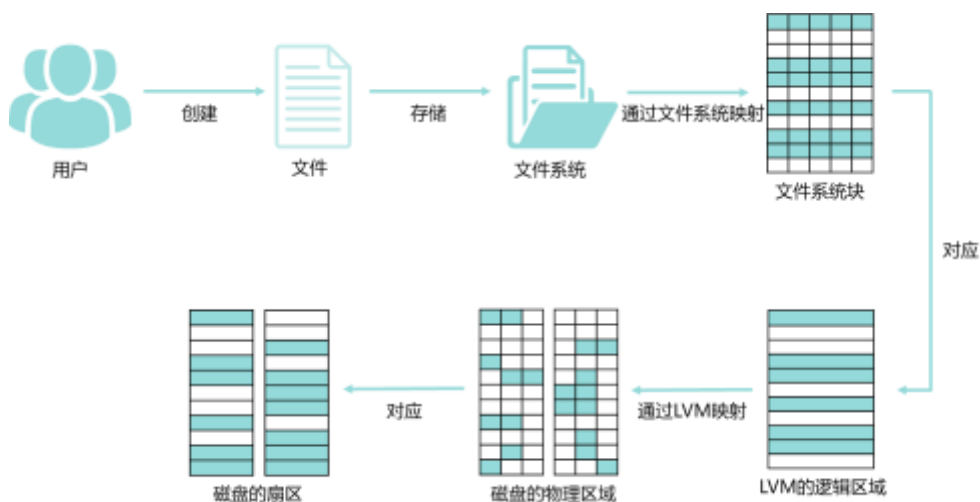 用户
创建
文件
存储
文件系统
通过文件系统映射
文件系统块
对应
LVM的逻辑区域
通过LVM映射
磁盘的物理区域
对应
磁盘的扇区